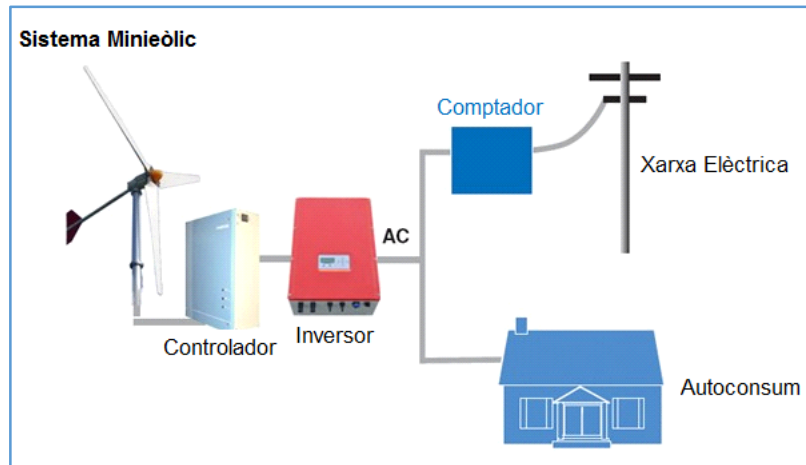 Sistema Minieòlic
Comptador
Xarxa Elèctrica
AC
Controlador
Inversor
Autoconsum